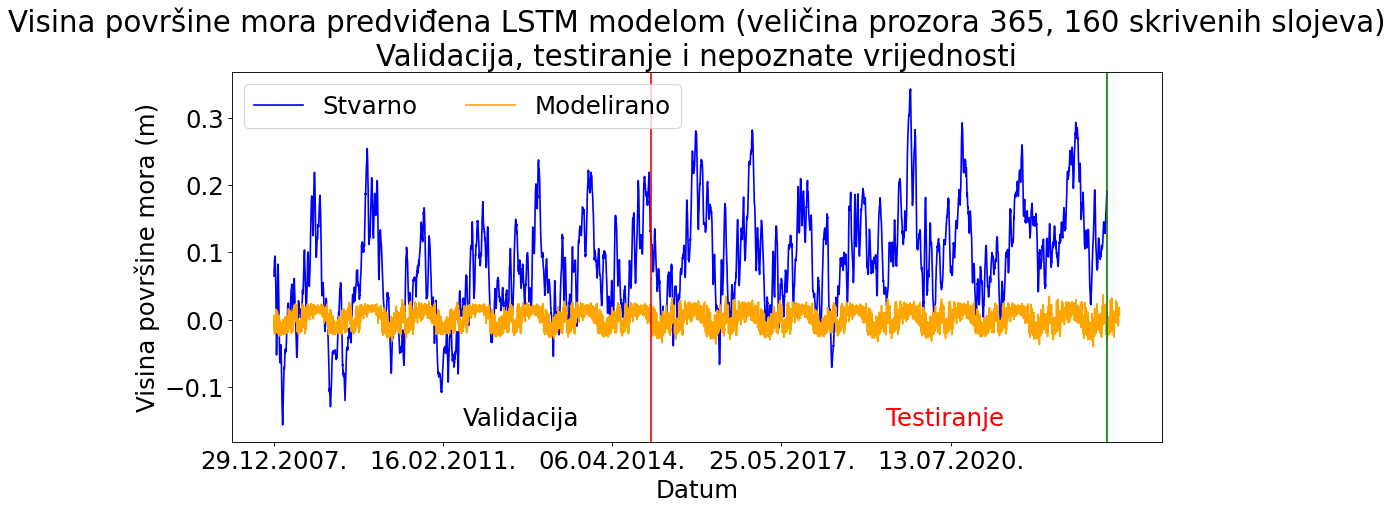 Visina površine mora predviđena LSTM modelom (veličina prozora 365, 160 skrivenih slojeva)
Validacija, testiranje i nepoznate vrijednosti
Stvarno
Modelirano
Visina površine mora (m)
0.3
0.2
0.1
0.0
−0.1
Validacija
Testiranje
29.12.2007.
16.02.2011.
06.04.2014.
25.05.2017.
13.07.2020.
Datum